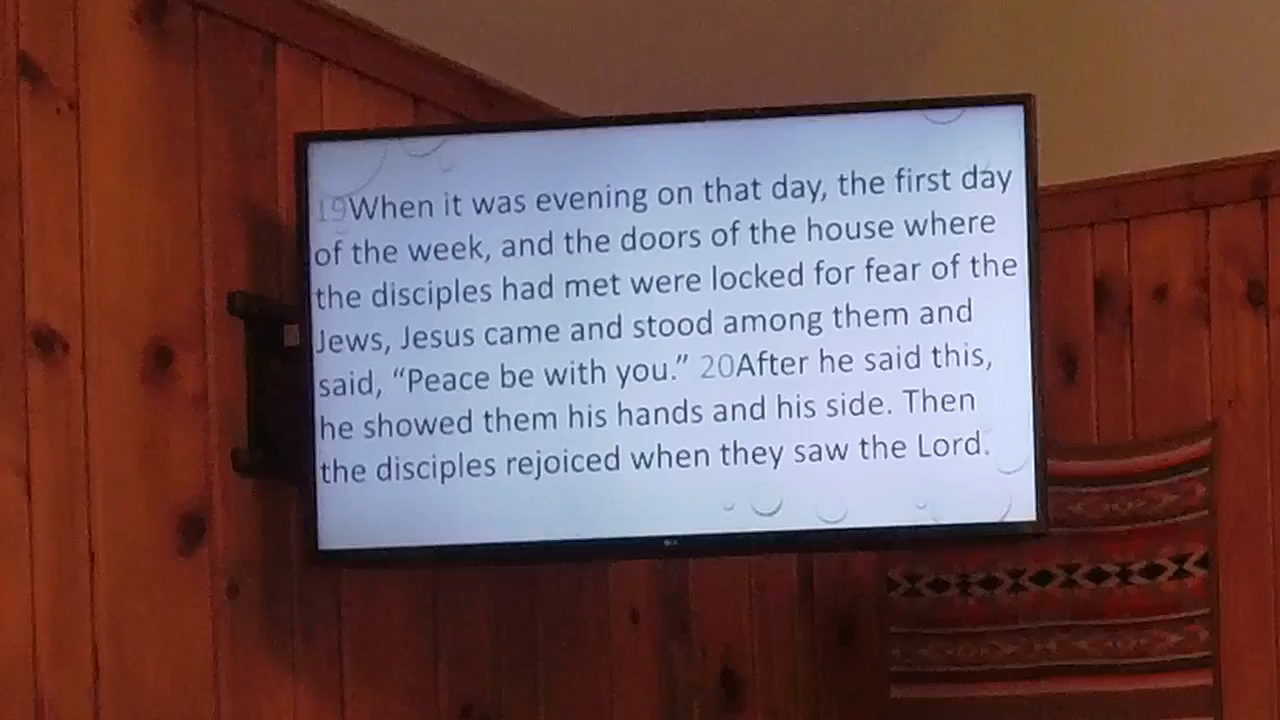 19When it was evening on that day, the first day
of the week, and the doors of the house where
the disciples had met were locked for fear of the
Jews, Jesus came and stood among them and
said, “Peace be with you.” 20After he said this,
he showed them his hands and his side. Then
the disciples rejoiced when they saw the Lord.